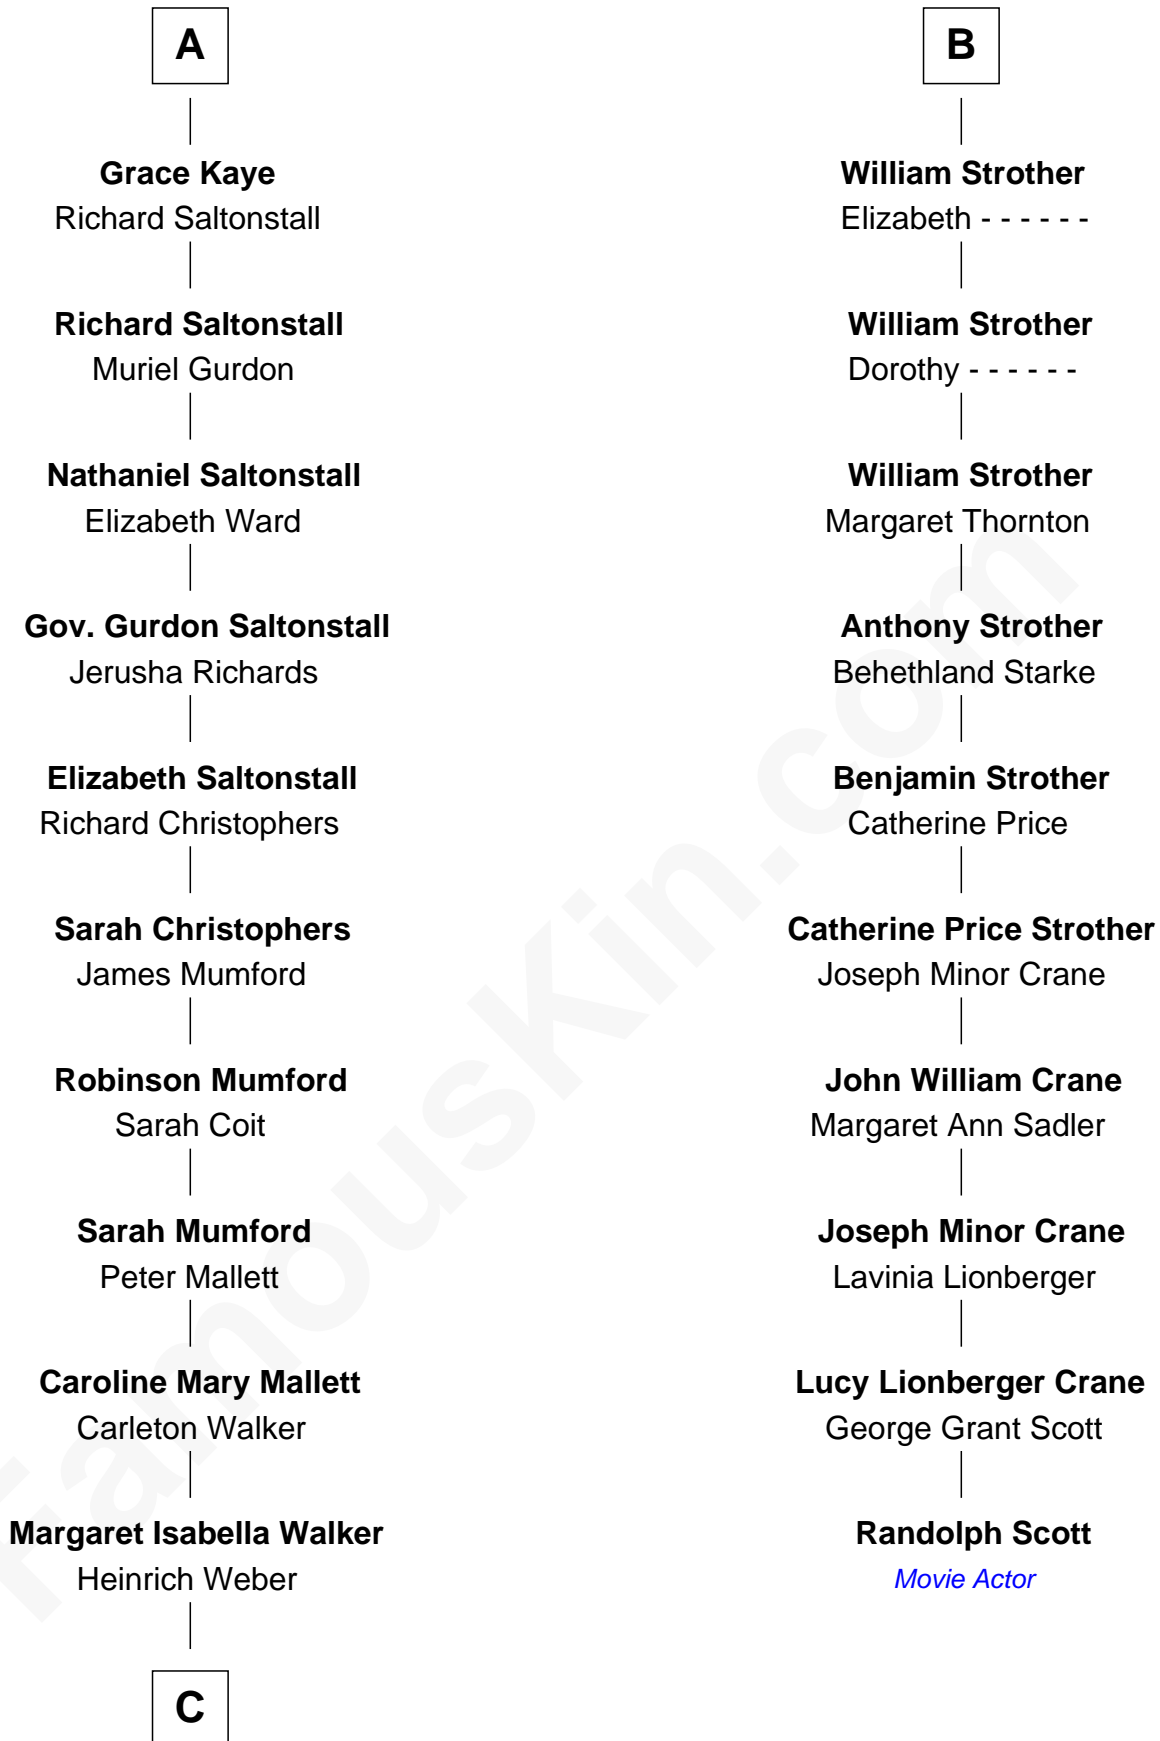 A
Grace Kaye
Richard Saltonstall
Richard Saltonstall
Muriel Gurdon
Nathaniel Saltonstall
Elizabeth Ward
Gov. Gurdon Saltonstall
Jerusha Richards
Elizabeth Saltonstall
Richard Christophers
Sarah Christophers
James Mumford
Robinson Mumford
Sarah Coit
Sarah Mumford
Peter Mallett
Caroline Mary Mallett
Carleton Walker
Margaret Isabella Walker
Heinrich Weber
C
B
William Strother
Elizabeth - - - - - -
William Strother
Dorothy - - - - - -
William Strother
Margaret Thornton
Anthony Strother
Behethland Starke
Benjamin Strother
Catherine Price
Catherine Price Strother
Joseph Minor Crane
John William Crane
Margaret Ann Sadler
Joseph Minor Crane
Lavinia Lionberger
Lucy Lionberger Crane
George Grant Scott
Randolph Scott
Movie Actor
FamousKin.com